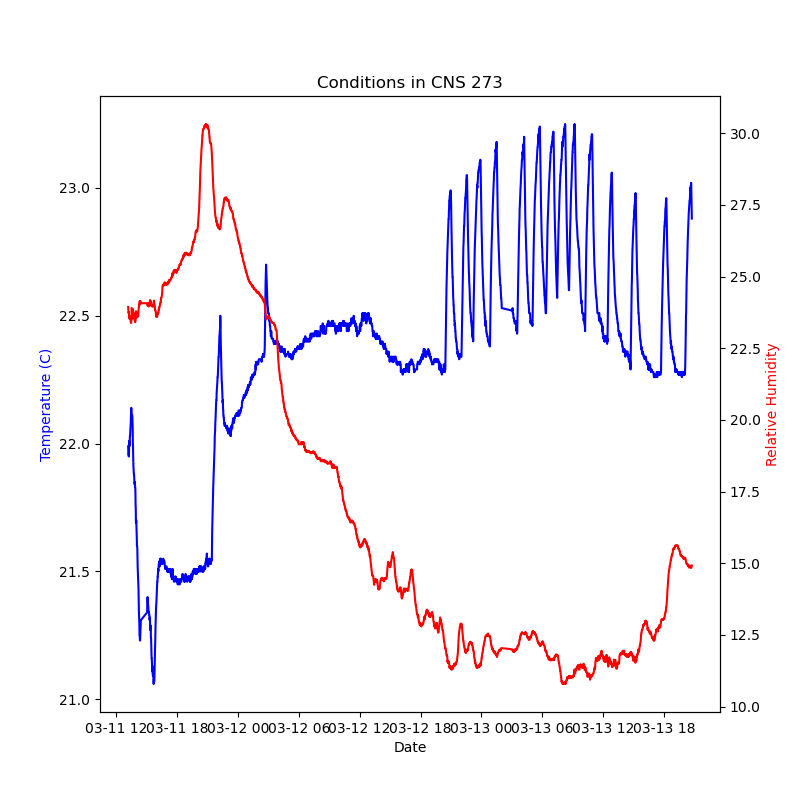 Conditions in CNS 273
23.0
22.5
22.0
21.5
21.0
Temperature (C)
30.0
27.5
25.0
22.5
20.0
17.5
15.0
12.5
10.0
Relative Humidity
03-11 12 03-11 18 03-12 00 03-12 06 03-12 12 03-12 18 03-13 00 03-13 06 03-13 12 03-13 18
Date